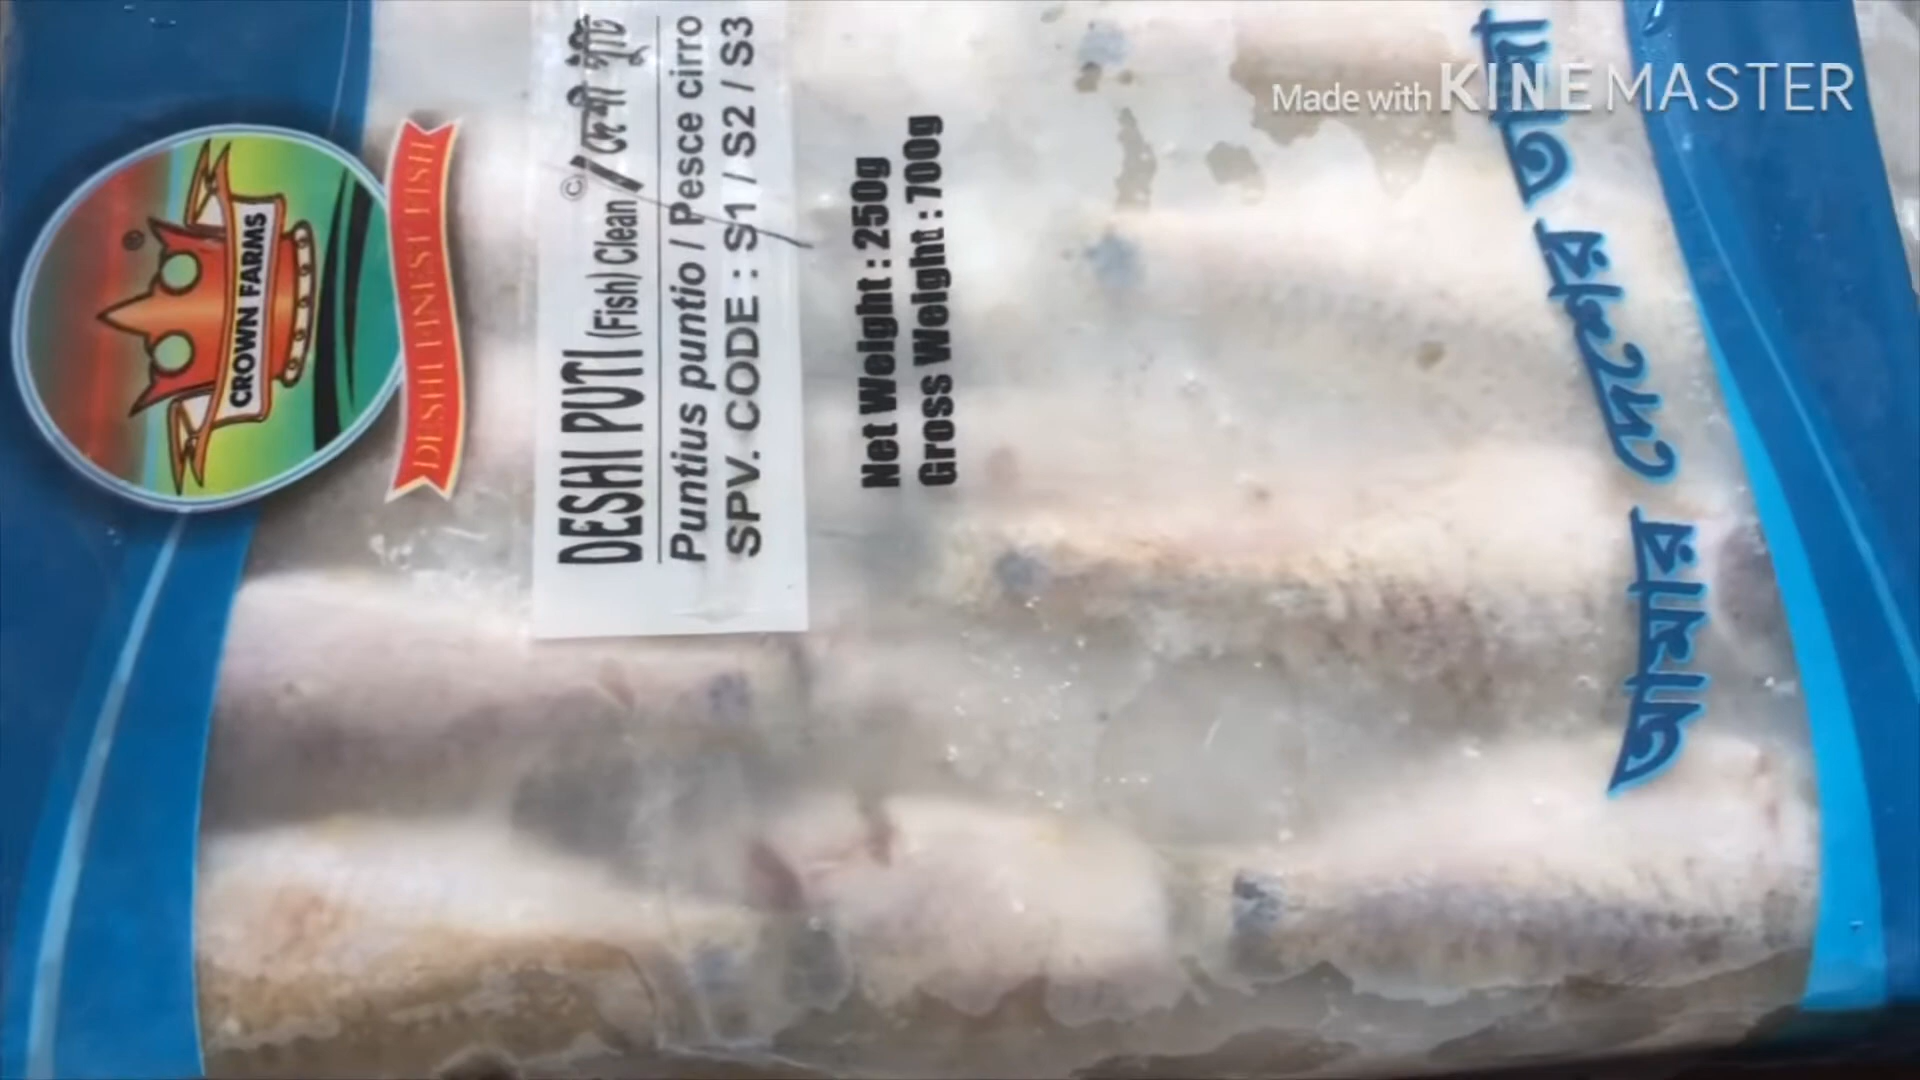 Made with KINEMASTER
CROWN FARMS
®
DESHI FINEST FISH
DESHI PUTI (Fish) Clean / দেশী পুঁটি
Puntius puntio / Pesce cirro
SPV. CODE : S1 / S2 / S3
Net Weight : 250g
Gross Weight : 700g
আমার দেশের তাজা